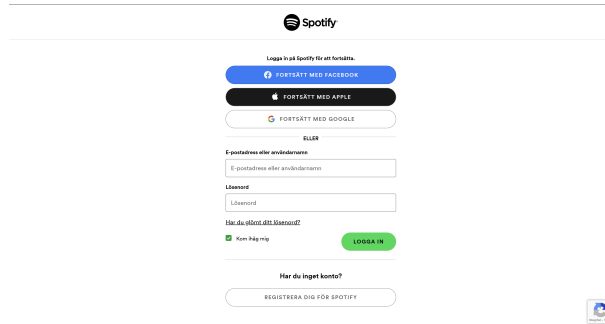 Spotify
Logga in på Spotify för att fortsätta.
FORTSÄTT MED FACEBOOK
FORTSÄTT MED APPLE
FORTSÄTT MED GOOGLE
ELLER
E-postadress eller användarnamn
E-postadress eller användarnamn
Lösenord
Lösenord
Har du glömt ditt lösenord?
Kom ihåg mig
LOGGA IN
Har du inget konto?
REGISTRERA DIG FÖR SPOTIFY